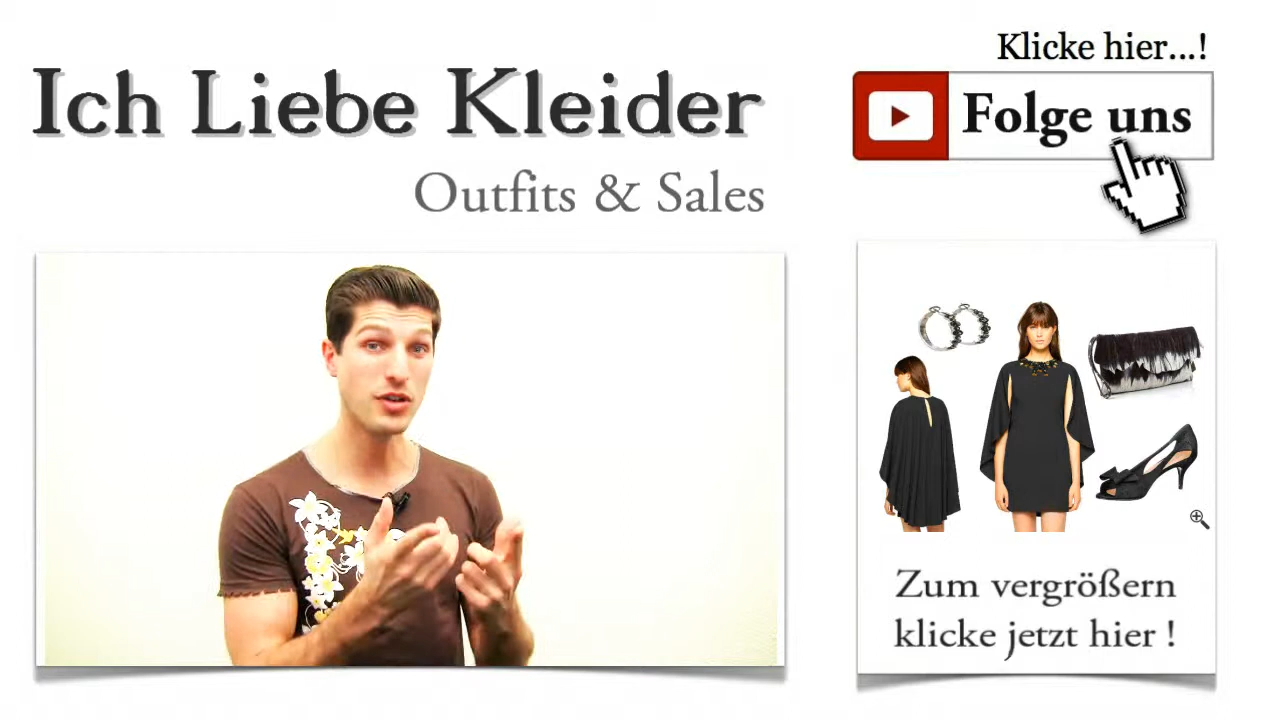 Klicke hier...!
Ich Liebe Kleider
Folge uns
Outfits & Sales
Zum vergrößern
klicke jetzt hier !